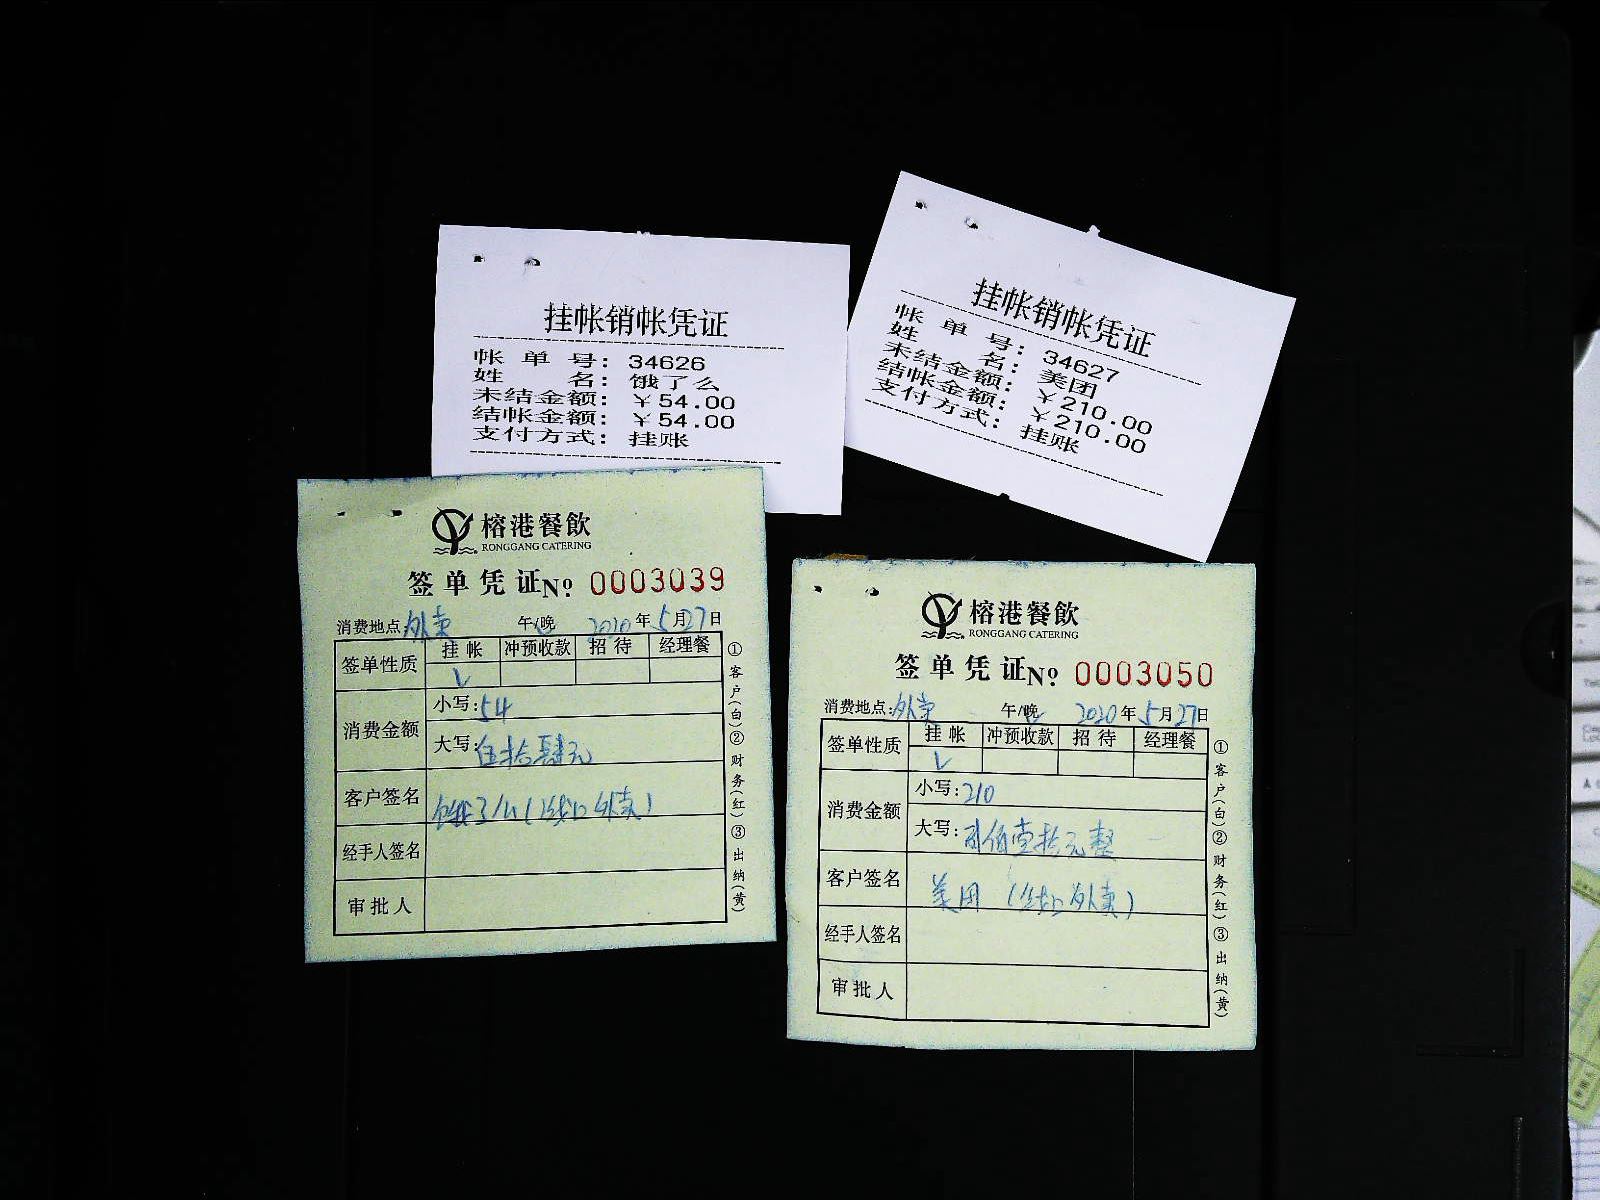 挂帐销帐凭证
帐单号：34626
姓名：饿了么
未结金额：￥54.00
结帐金额：￥54.00
支付方式：挂账
挂帐销帐凭证
帐单号：34627
姓名：美团
未结金额：￥210.00
结帐金额：￥210.00
支付方式：挂账
榕港餐飲
RONGGANG CATERING
签单凭证No: 0003039
消费地点:外卖 午/晚 2020年5月27日
签单性质 挂帐 冲预收款 招待 经理餐
√
消费金额 小写:54
大写:伍拾肆元
客户签名 饿了么(线上外卖)
经手人签名
审批人
①客户(白)②财务(红)③出纳(黄)
榕港餐飲
RONGGANG CATERING
签单凭证No: 0003050
消费地点:外卖 午/晚 2020年5月27日
签单性质 挂帐 冲预收款 招待 经理餐
√
消费金额 小写:210
大写:贰佰壹拾元整
客户签名 美团(线上外卖)
经手人签名
审批人
①客户(白)②财务(红)③出纳(黄)